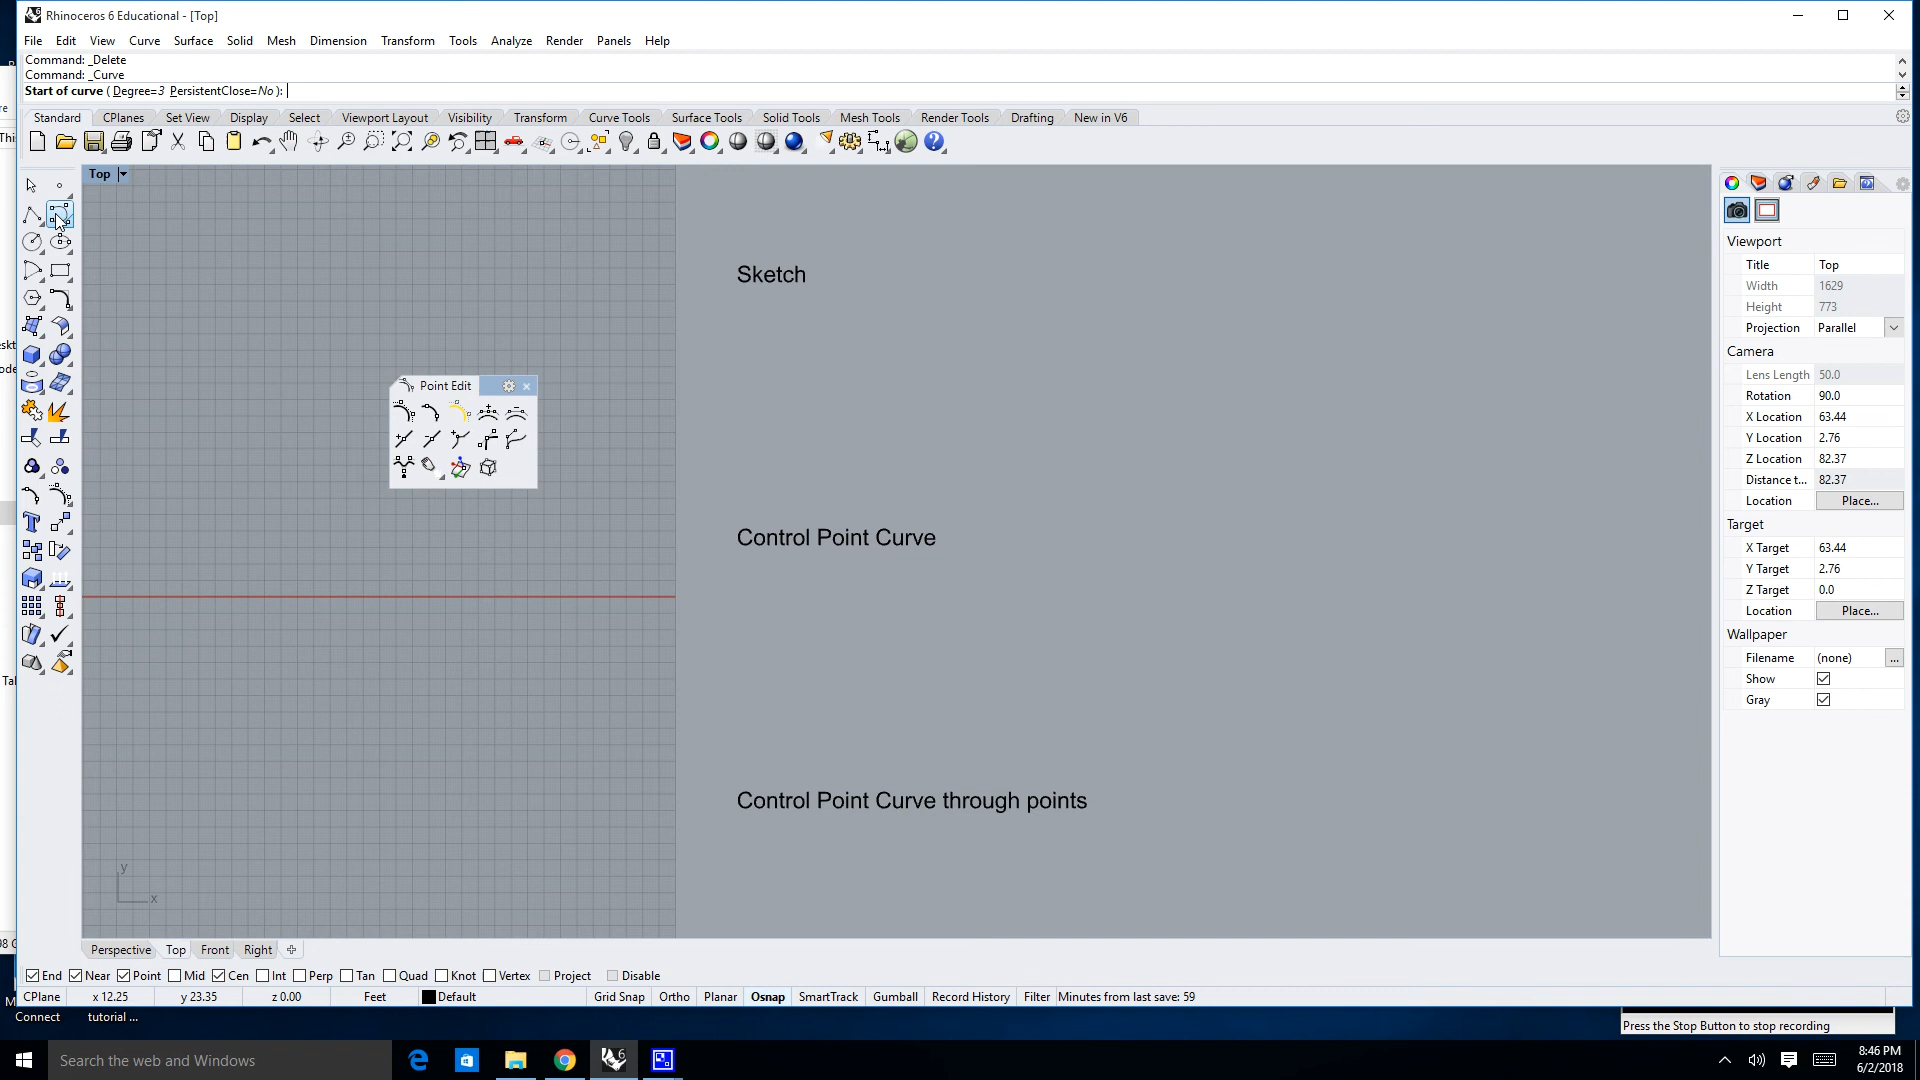 Rhinoceros 6 Educational - [Top]
File Edit View Curve Surface Solid Mesh Dimension Transform Tools Analyze Render Panels Help
Command: _Delete
Command: _Curve
Start of curve ( Degree=3 PersistentClose=No ):
Standard CPlanes Set View Display Select Viewport Layout Visibility Transform Curve Tools Surface Tools Solid Tools Mesh Tools Render Tools Drafting New in V6
Top
Viewport
Title Top
Width 1629
Height 773
Projection Parallel
Camera
Lens Length 50.0
Rotation 90.0
X Location 63.44
Y Location 2.76
Z Location 82.37
Distance t... 82.37
Location Place...
Target
X Target 63.44
Y Target 2.76
Z Target 0.0
Location Place...
Wallpaper
Filename (none) ...
Show
Gray
Sketch
Point Edit
Control Point Curve
Control Point Curve through points
y
x
Perspective Top Front Right
End Near Point Mid Cen Int Perp Tan Quad Knot Vertex Project Disable
CPlane x 12.25 y 23.35 z 0.00 Feet Default Grid Snap Ortho Planar Osnap SmartTrack Gumball Record History Filter Minutes from last save: 59
Connect tutorial ...
Press the Stop Button to stop recording
Search the web and Windows
8:46 PM
6/2/2018